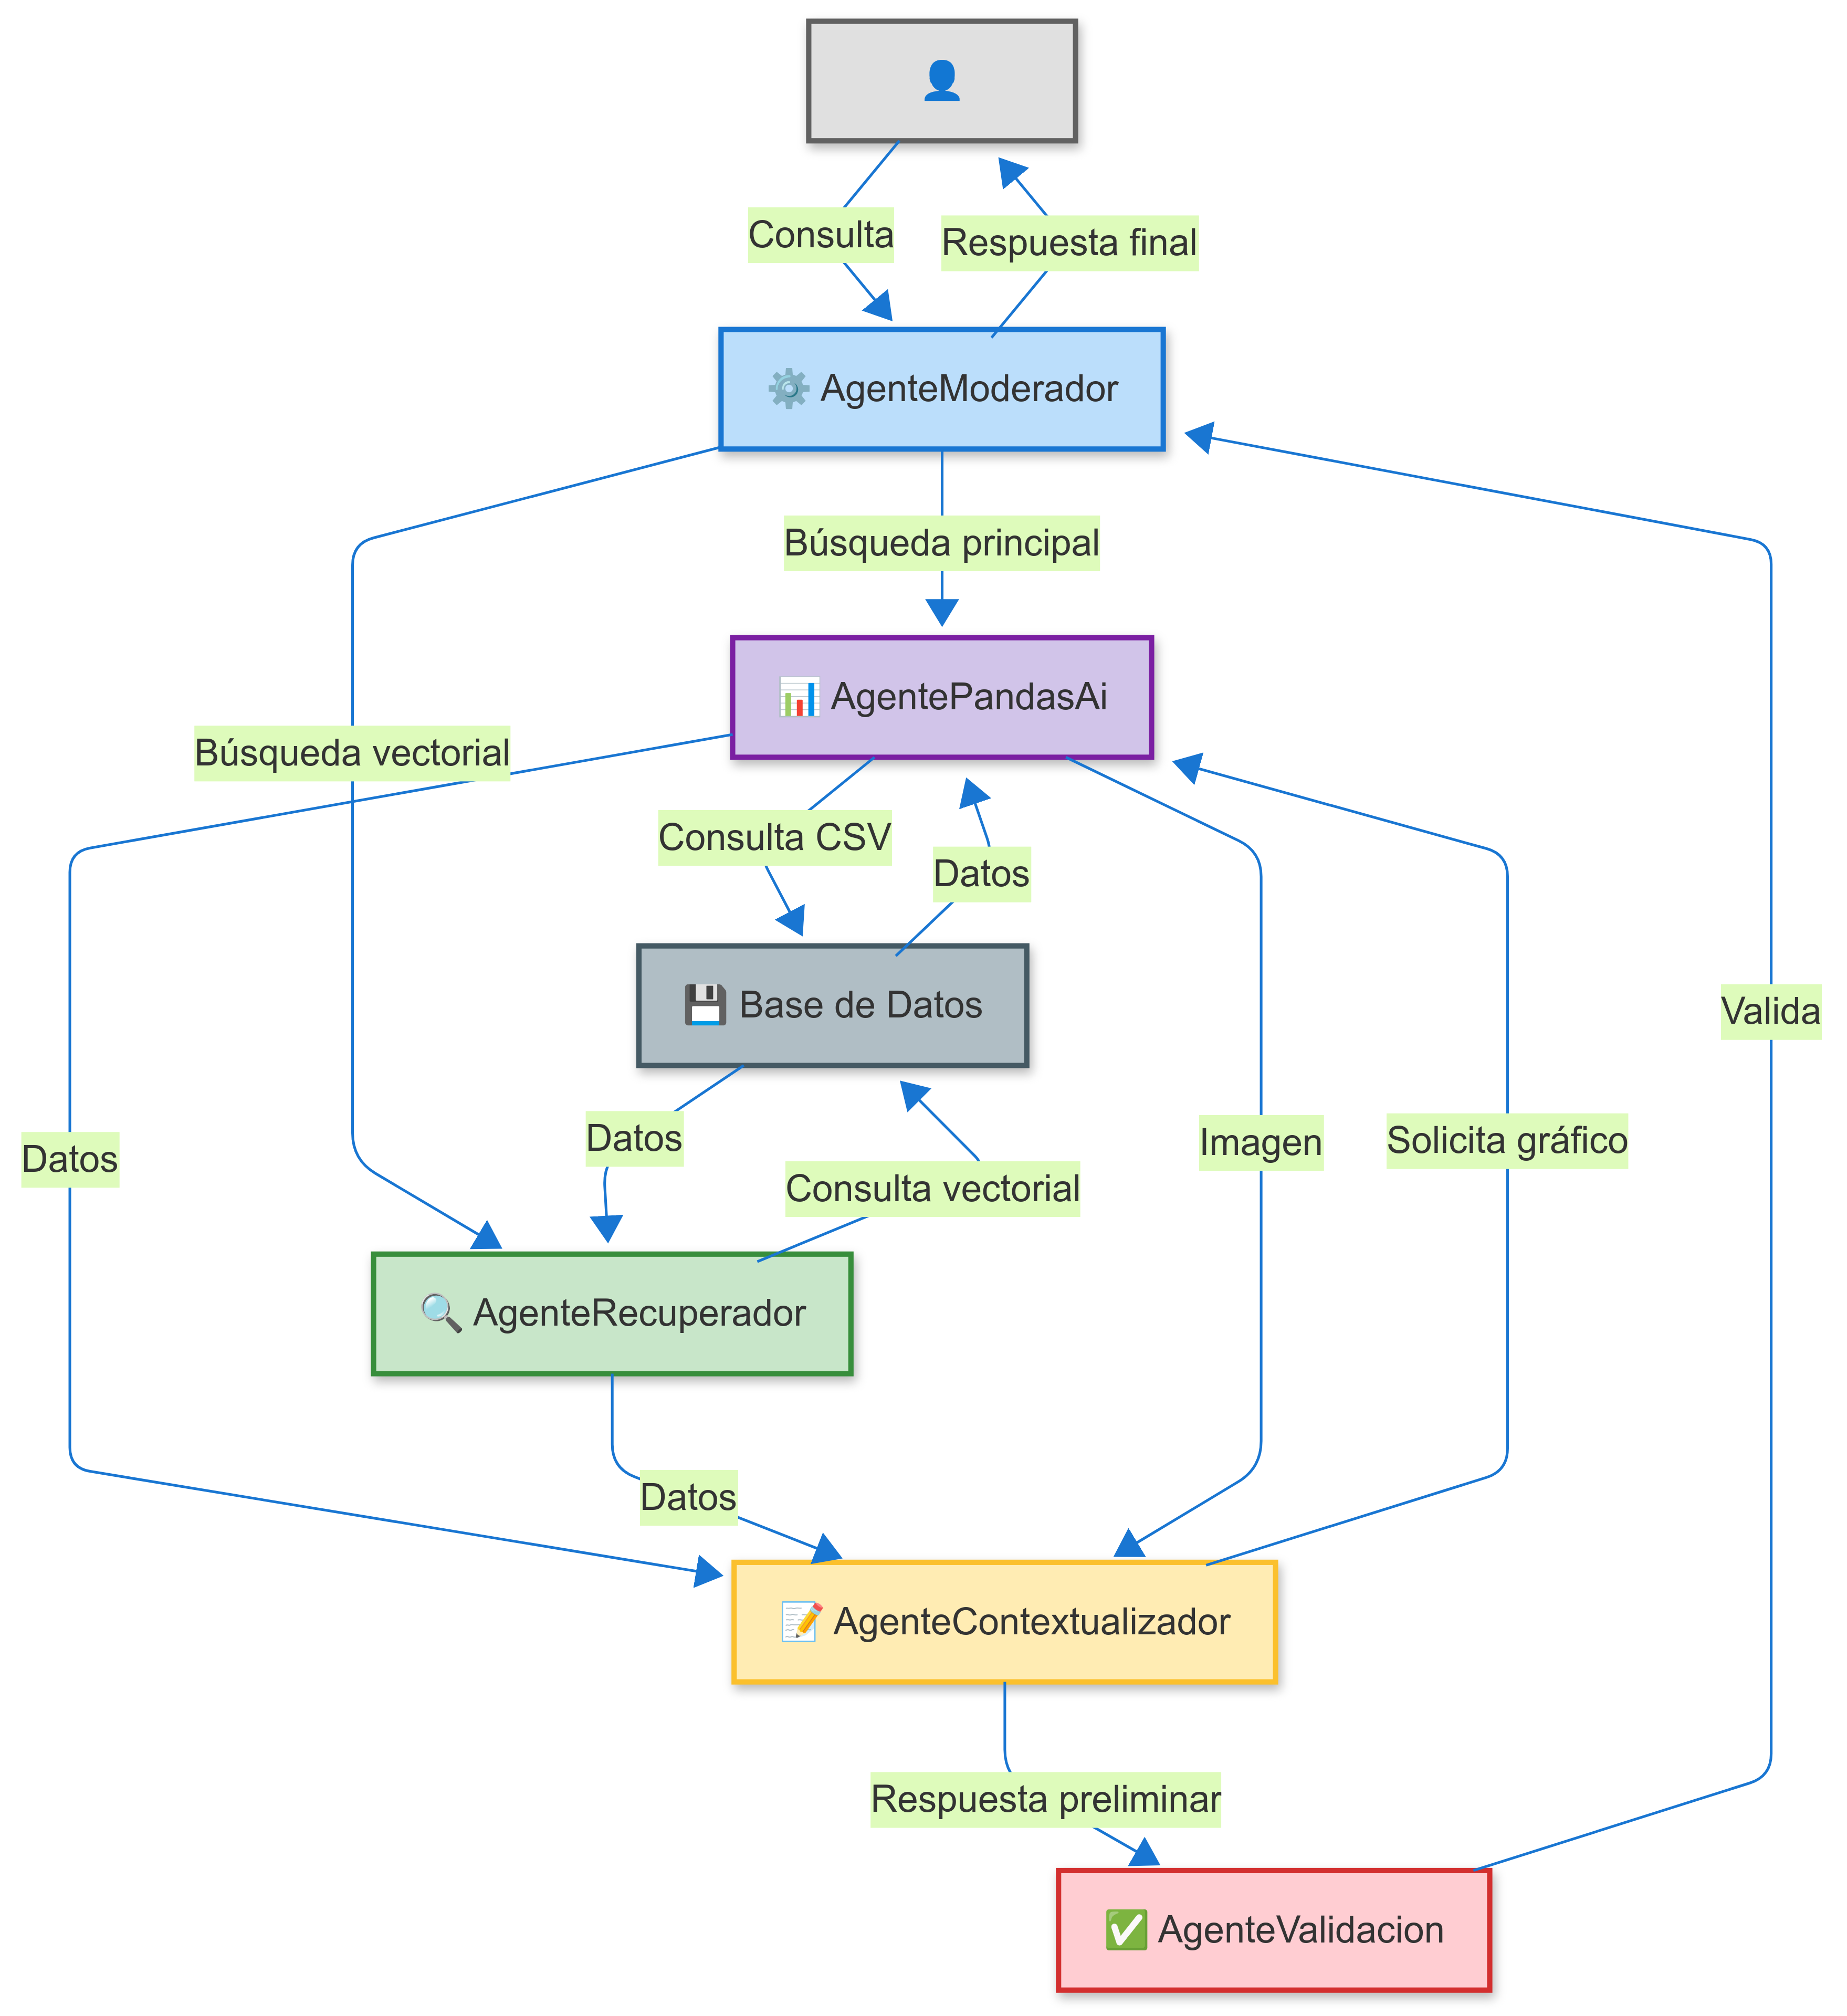 Consulta
Respuesta final
AgenteModerador
Búsqueda principal
AgentePandasAi
Búsqueda vectorial
Consulta CSV
Datos
Base de Datos
Valida
Datos
Imagen
Solicita gráfico
Datos
Consulta vectorial
AgenteRecuperador
Datos
AgenteContextualizador
Respuesta preliminar
AgenteValidacion